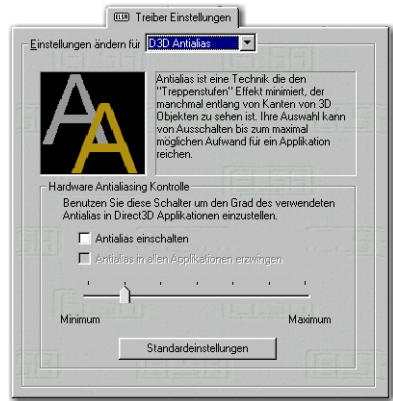 ELSA Treiber Einstellungen
Einstellungen ändern für D3D Antialias
AA
Antialias ist eine Technik die den
"Treppenstufen" Effekt minimiert, der
manchmal entlang von Kanten von 3D
Objekten zu sehen ist. Ihre Auswahl kann
von Ausschalten bis zum maximal
möglichen Aufwand für ein Applikation
reichen.
Hardware Antialiasing Kontrolle
Benutzen Sie diese Schalter um den Grad des verwendeten
Antialias in Direct3D Applikationen einzustellen.
Antialias einschalten
Antialias in allen Applikationen erzwingen
Minimum Maximum
Standardeinstellungen